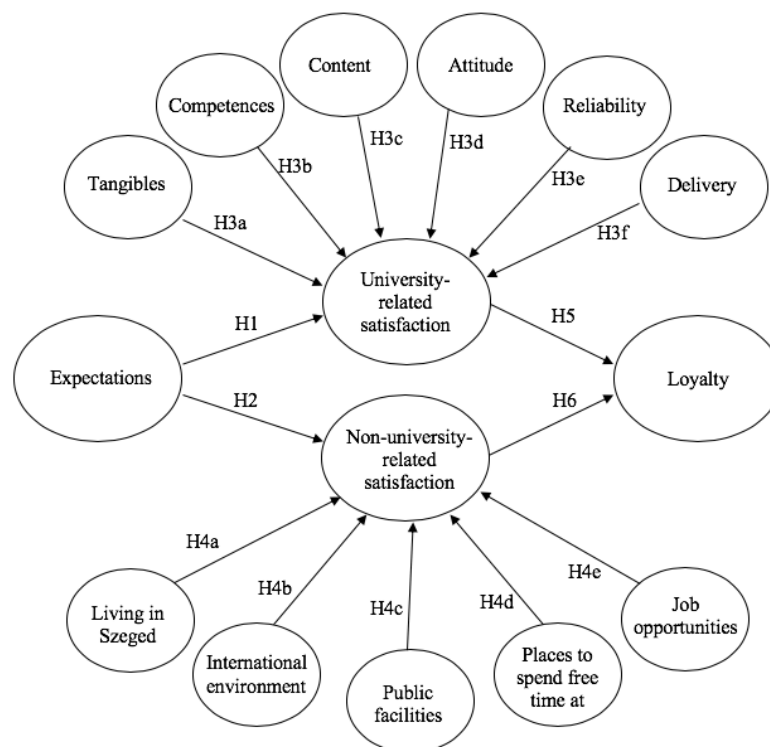 Content
Attitude
Competences
Reliability
H3c
H3d
H3b
H3e
Tangibles
Delivery
H3a
H3f
University-
related
satisfaction
H1
H5
Expectations
Loyalty
H2
H6
Non-university-
related
satisfaction
H4a
H4b
H4c
H4d
H4e
Living in
Szeged
International
environment
Public
facilities
Places to
spend free
time at
Job
opportunities